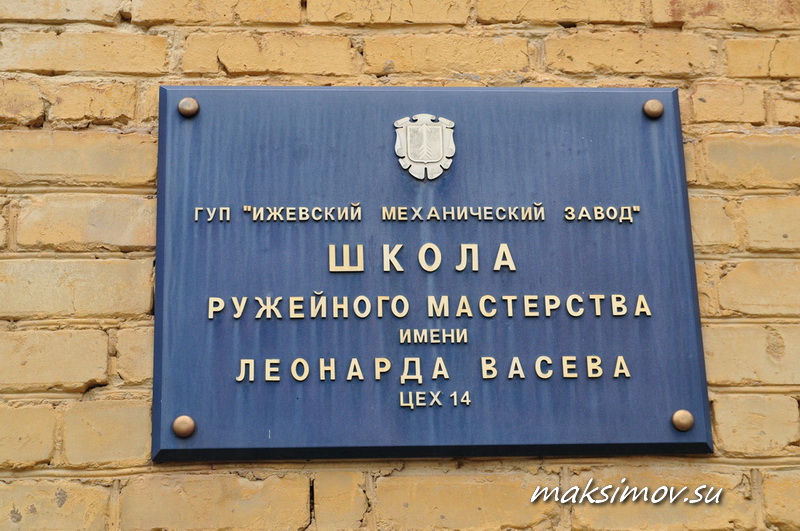 ГУП "ИЖЕВСКИЙ МЕХАНИЧЕСКИЙ ЗАВОД"
ШКОЛА
РУЖЕЙНОГО МАСТЕРСТВА
ИМЕНИ
ЛЕОНАРДА ВАСЕВА
ЦЕХ 14
maksimov.su